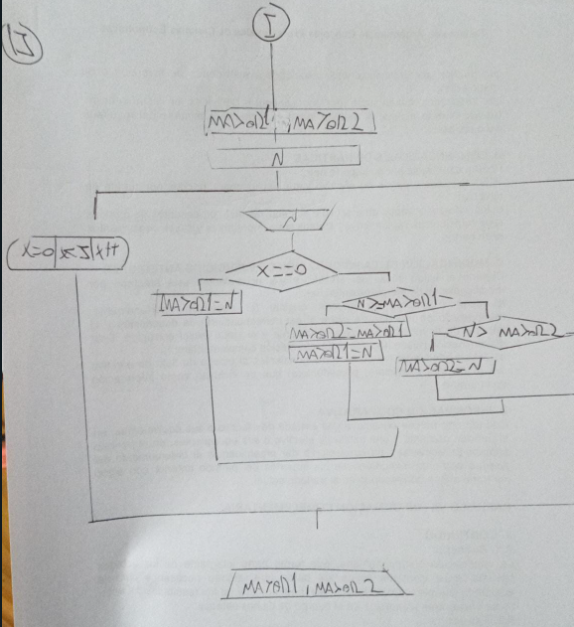 I
MAYOR1, MAYOR2
N
N
X=0|X<5|X++
X==0
MAYOR1=N
N>=MAYOR1
MAYOR2=MAYOR1
MAYOR1=N
N> MAYOR2
MAYOR2=N
MAYOR1, MAYOR2